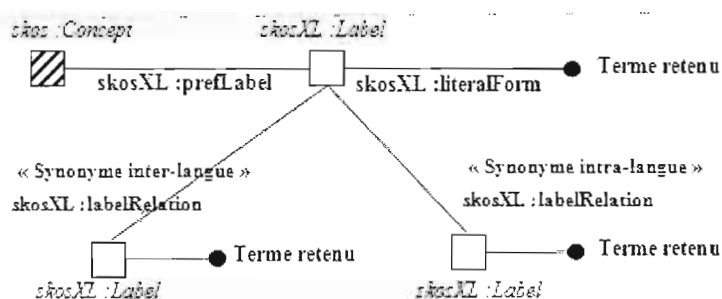 skos :Concept
skosXL :Label
skosXL :prefLabel
skosXL :literalForm
Terme retenu
« Synonyme inter-langue »
skosXL :labelRelation
« Synonyme intra-langue »
skosXL :labelRelation
Terme retenu
Terme retenu
skosXL :Label
skosXL :Label